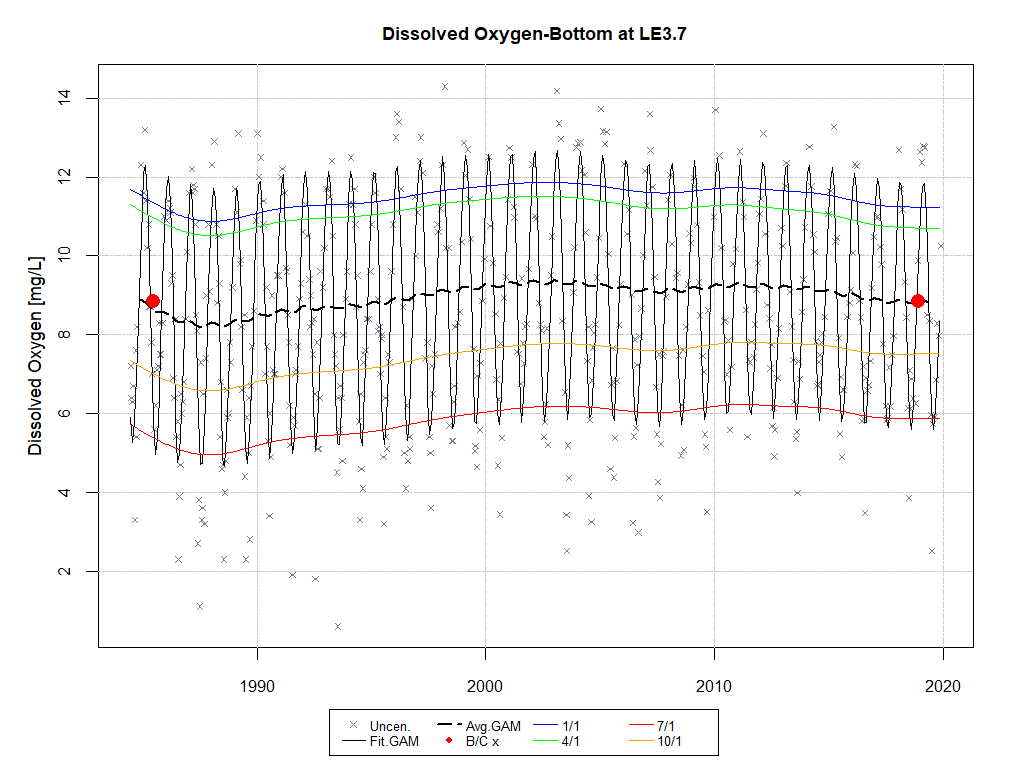 Dissolved Oxygen-Bottom at LE3.7
Dissolved Oxygen [mg/L]
14
12
10
8
6
4
2
1990 2000 2010 2020
Uncen. Avg.GAM 1/1 7/1
Fit.GAM B/C x 4/1 10/1